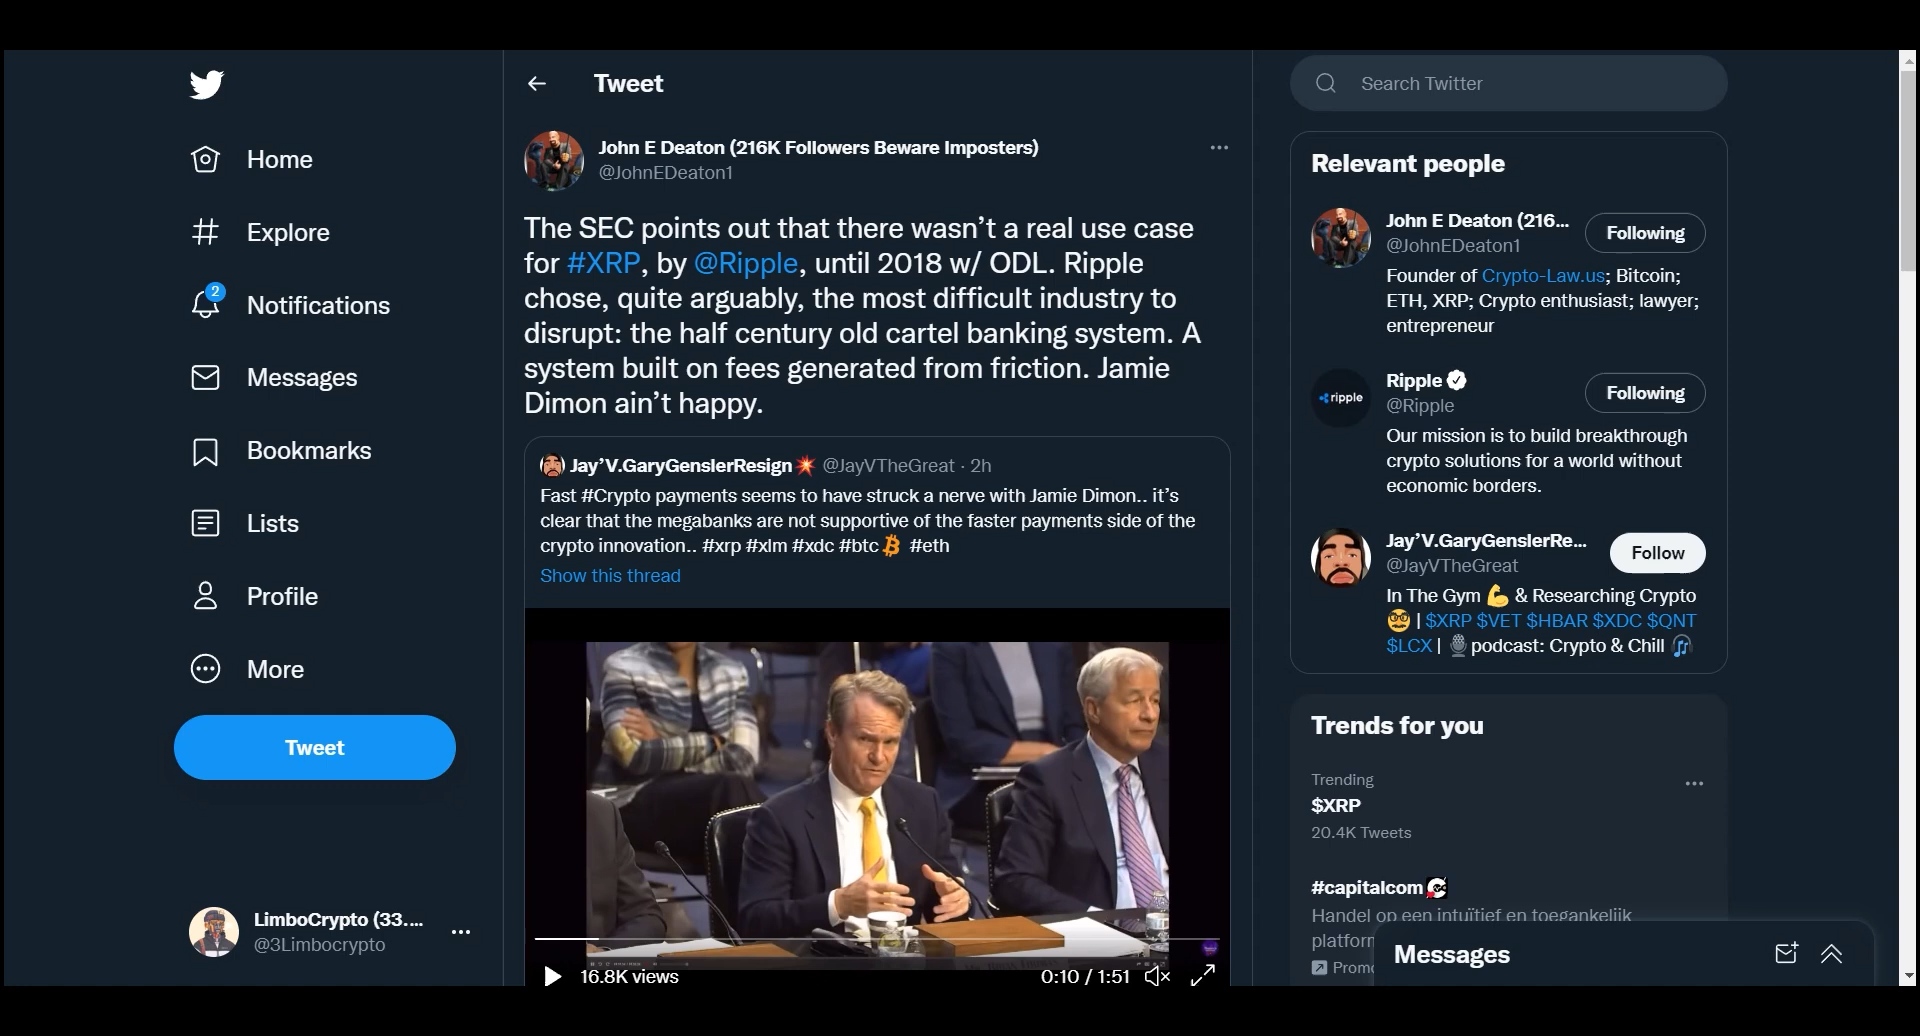 Home
Explore
2
Notifications
Messages
Bookmarks
Lists
Profile
More
Tweet
LimboCrypto (33....
@3Limbocrypto
Tweet
John E Deaton (216K Followers Beware Imposters)
@JohnEDeaton1
The SEC points out that there wasn’t a real use case
for #XRP, by @Ripple, until 2018 w/ ODL. Ripple
chose, quite arguably, the most difficult industry to
disrupt: the half century old cartel banking system. A
system built on fees generated from friction. Jamie
Dimon ain’t happy.
Jay’V.GaryGenslerResign💥 @JayVTheGreat · 2h
Fast #Crypto payments seems to have struck a nerve with Jamie Dimon.. it’s
clear that the megabanks are not supportive of the faster payments side of the
crypto innovation.. #xrp #xlm #xdc #btc #eth
Show this thread
16.8K views
0:10 / 1:51
Search Twitter
Relevant people
John E Deaton (216...
@JohnEDeaton1
Following
Founder of Crypto-Law.us; Bitcoin;
ETH, XRP; Crypto enthusiast; lawyer;
entrepreneur
ripple
Ripple
@Ripple
Following
Our mission is to build breakthrough
crypto solutions for a world without
economic borders.
Jay’V.GaryGenslerRe...
@JayVTheGreat
Follow
In The Gym 💪 & Researching Crypto
🥸 | $XRP $VET $HBAR $XDC $QNT
$LCX | 🎙️podcast: Crypto & Chill 🎧
Trends for you
Trending
$XRP
20.4K Tweets
#capitalcom
Handel op een intuïtief en toegankelijk
platform
Promo
Messages